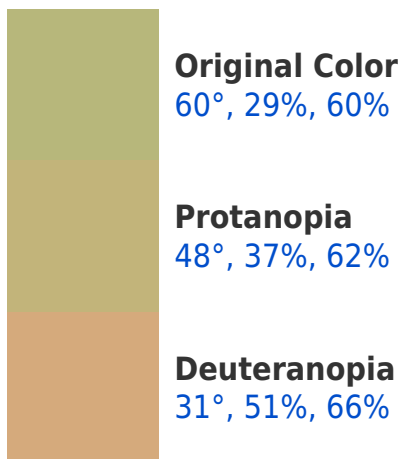 Original Color
60°, 29%, 60%
Protanopia
48°, 37%, 62%
Deuteranopia
31°, 51%, 66%